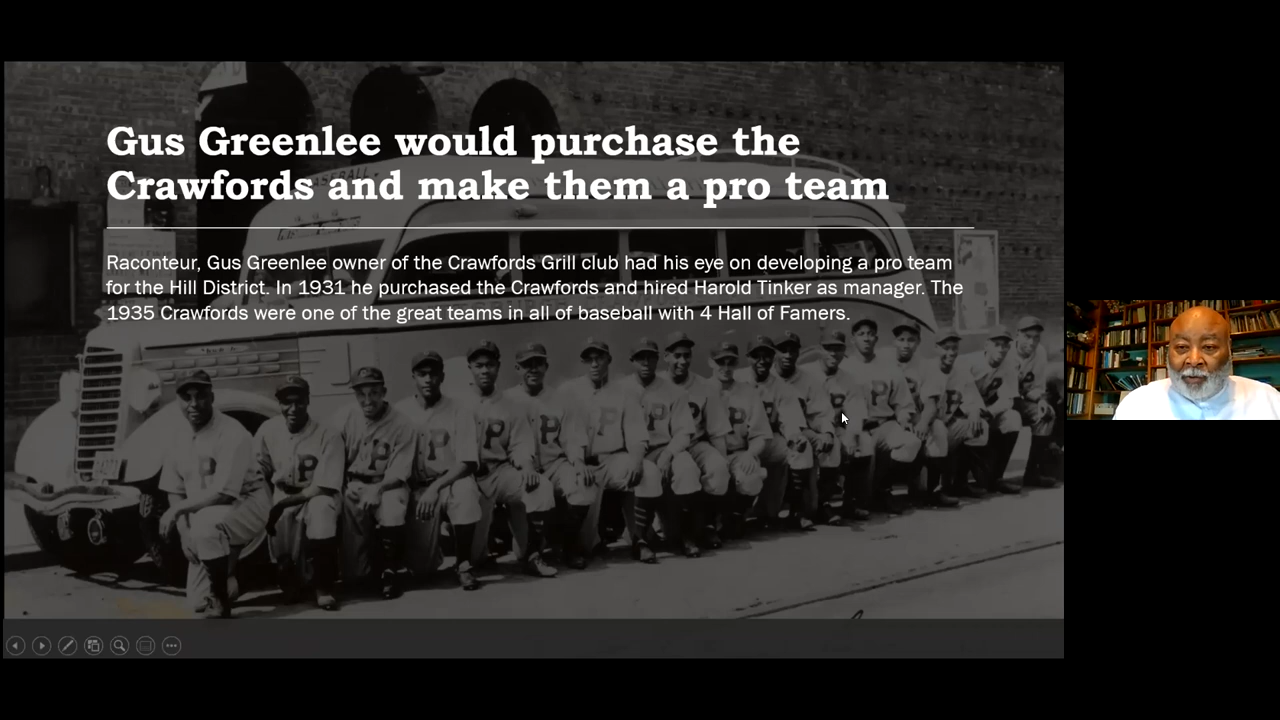 Gus Greenlee would purchase the
Crawfords and make them a pro team
Raconteur, Gus Greenlee owner of the Crawfords Grill club had his eye on developing a pro team
for the Hill District. In 1931 he purchased the Crawfords and hired Harold Tinker as manager. The
1935 Crawfords were one of the great teams in all of baseball with 4 Hall of Famers.
P
P
P
P
P
P
P
P
P
P
P
P
P
P